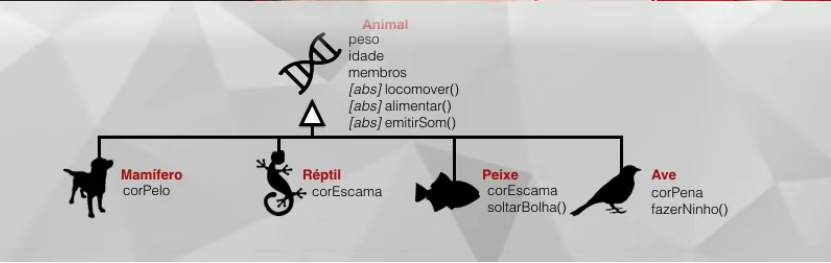 Animal
peso
idade
membros
[abs] locomover()
[abs] alimentar()
[abs] emitirSom()
Mamífero
corPelo
Réptil
corEscama
Peixe
corEscama
soltarBolha()
Ave
corPena
fazerNinho()